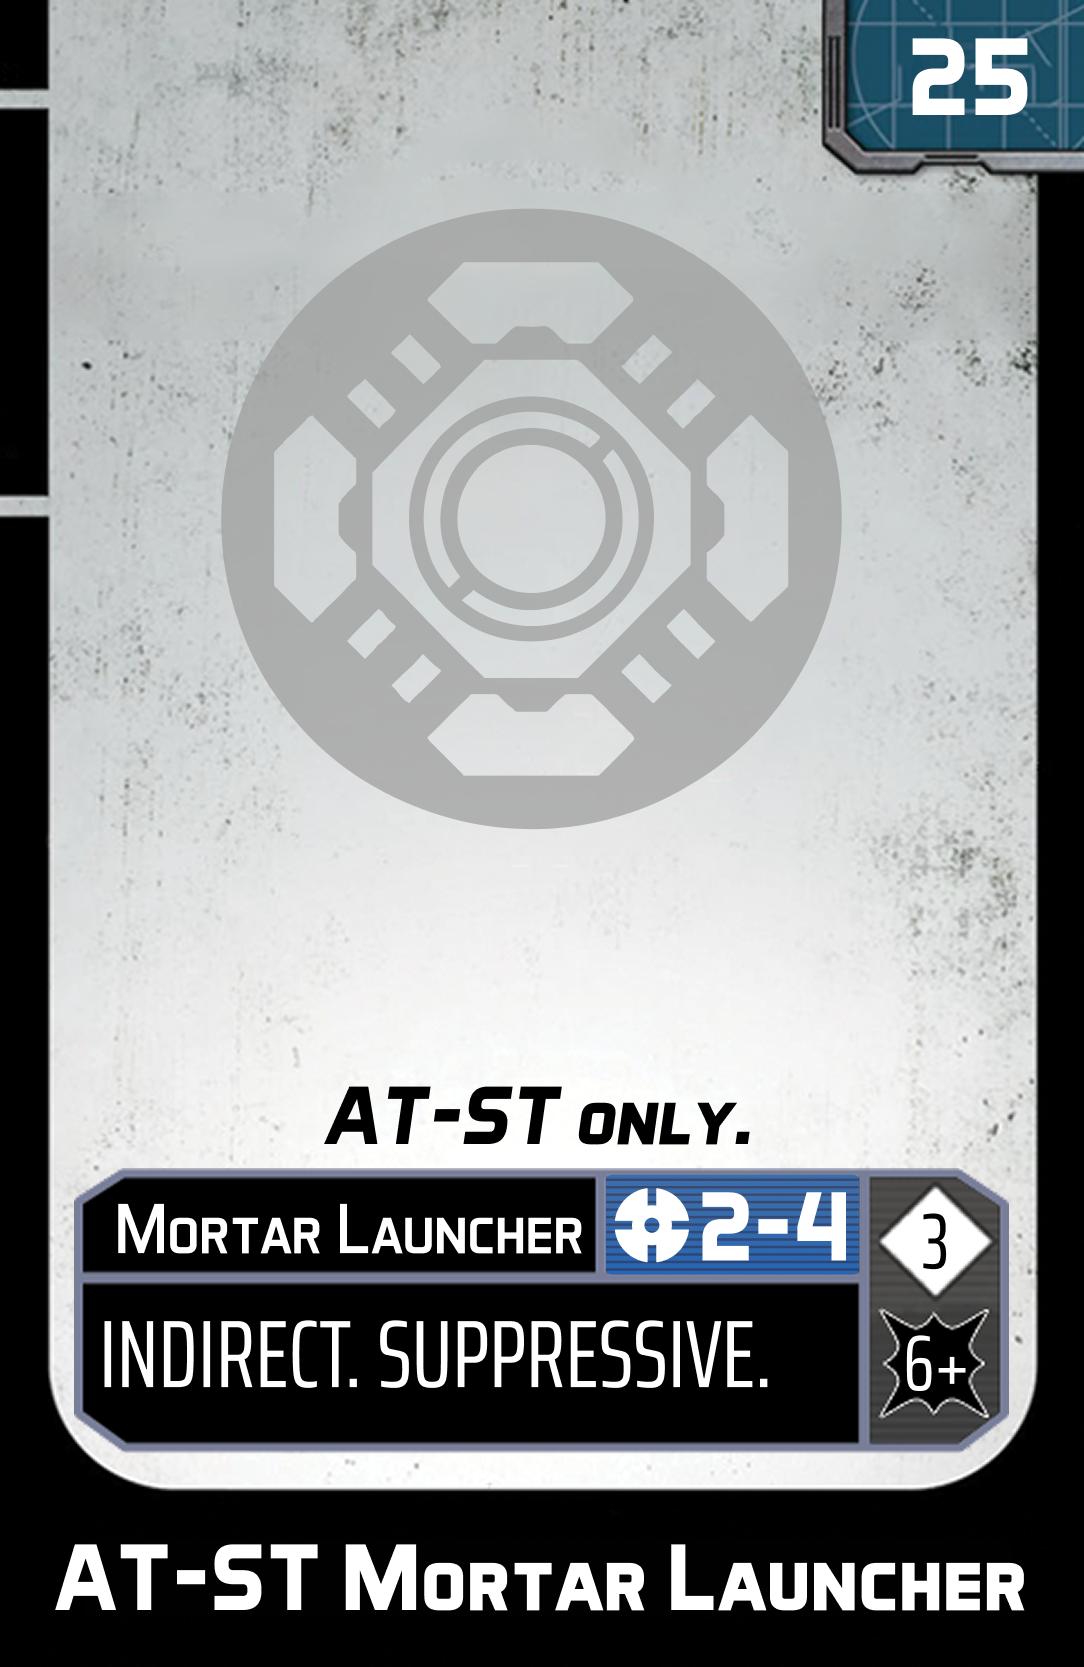 25
AT-ST ONLY.
MORTAR LAUNCHER 2-4 3
INDIRECT. SUPPRESSIVE. 6+
AT-ST MORTAR LAUNCHER